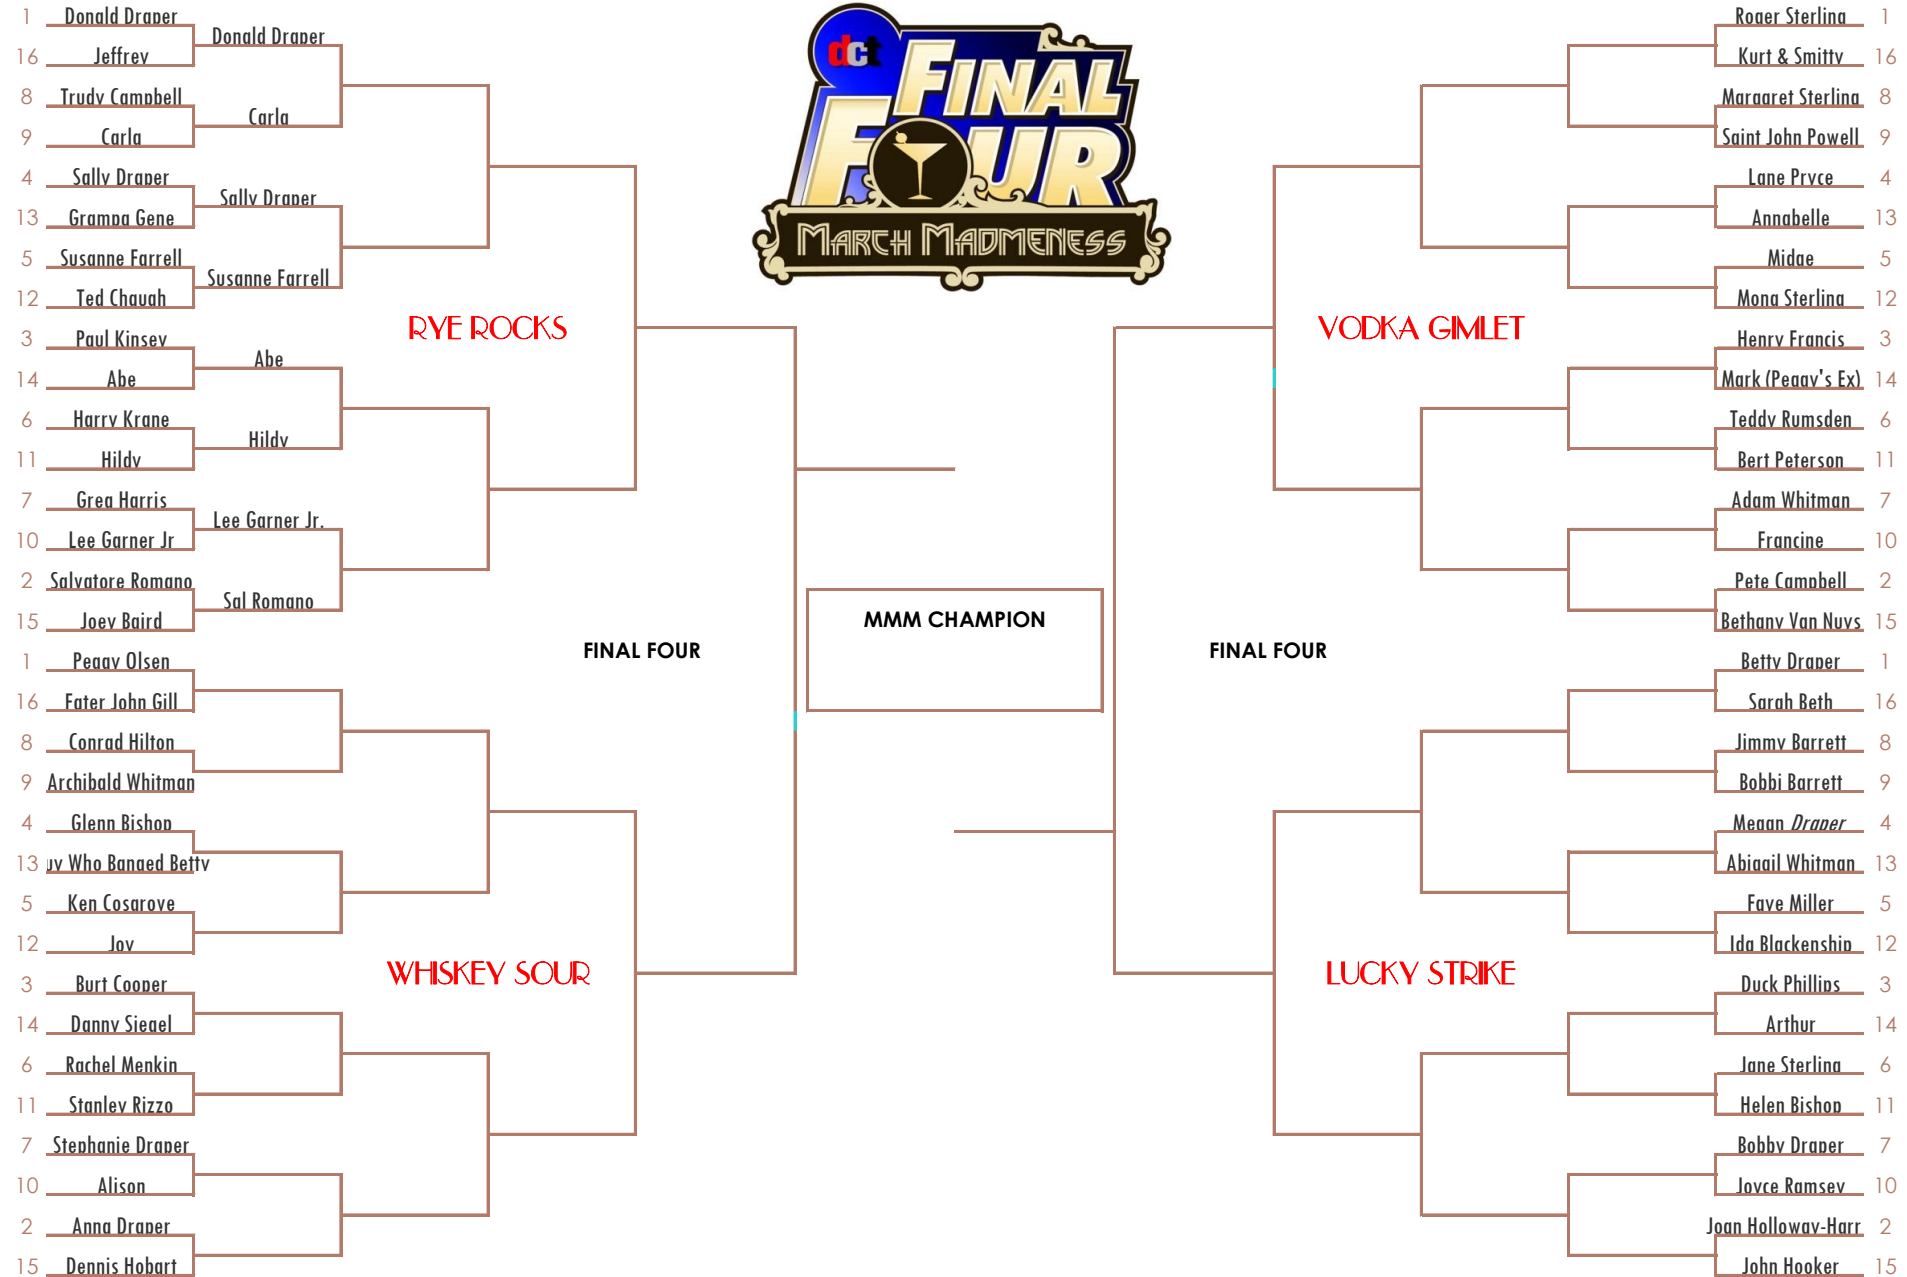 dct
FINAL
FOUR
MARCH MADMENESS
1 Donald Draper
16 Jeffrey
8 Trudy Campbell
9 Carla
4 Sally Draper
13 Grampa Gene
5 Susanne Farrell
12 Ted Chauah
3 Paul Kinsey
14 Abe
6 Harry Krane
11 Hildy
7 Greg Harris
10 Lee Garner Jr
2 Salvatore Romano
15 Joey Baird
Donald Draper
Carla
Sally Draper
Susanne Farrell
Abe
Hildy
Lee Garner Jr.
Sal Romano
RYE ROCKS
1 Peggy Olsen
16 Fater John Gill
8 Conrad Hilton
9 Archibald Whitman
4 Glenn Bishop
13 uy Who Banged Betty
5 Ken Cosgrove
12 Joy
3 Burt Cooper
14 Danny Siegel
6 Rachel Menkin
11 Stanley Rizzo
7 Stephanie Draper
10 Alison
2 Anna Draper
15 Dennis Hobart
WHISKEY SOUR
FINAL FOUR
MMM CHAMPION
FINAL FOUR
VODKA GIMLET
Roger Sterling 1
Kurt & Smitty 16
Margaret Sterling 8
Saint John Powell 9
Lane Pryce 4
Annabelle 13
Midge 5
Mona Sterling 12
Henry Francis 3
Mark (Peggy's Ex) 14
Teddy Rumsden 6
Bert Peterson 11
Adam Whitman 7
Francine 10
Pete Campbell 2
Bethany Van Nuys 15
LUCKY STRIKE
Betty Draper 1
Sarah Beth 16
Jimmy Barrett 8
Bobbi Barrett 9
Megan Draper 4
Abigail Whitman 13
Faye Miller 5
Ida Blackenship 12
Duck Phillips 3
Arthur 14
Jane Sterling 6
Helen Bishop 11
Bobby Draper 7
Joyce Ramsey 10
Joan Holloway-Harr 2
John Hooker 15